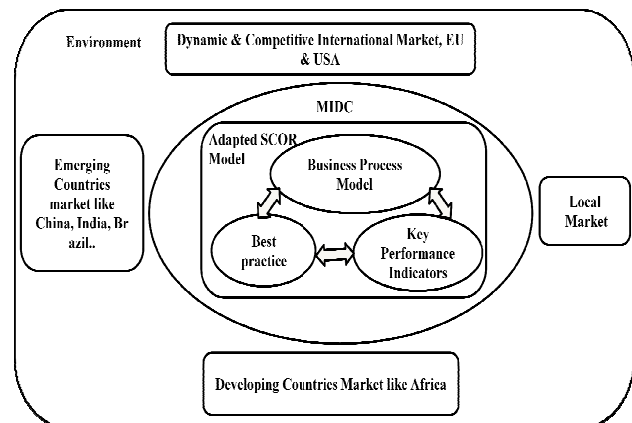 Environment
Dynamic & Competitive International Market, EU
& USA
MIDC
Adapted SCOR
Model
Business Process
Model
Emerging
Countries
market like
China, India, Br
azil..
Local
Market
Best
practice
Key
Performance
Indicators
Developing Countries Market like Africa